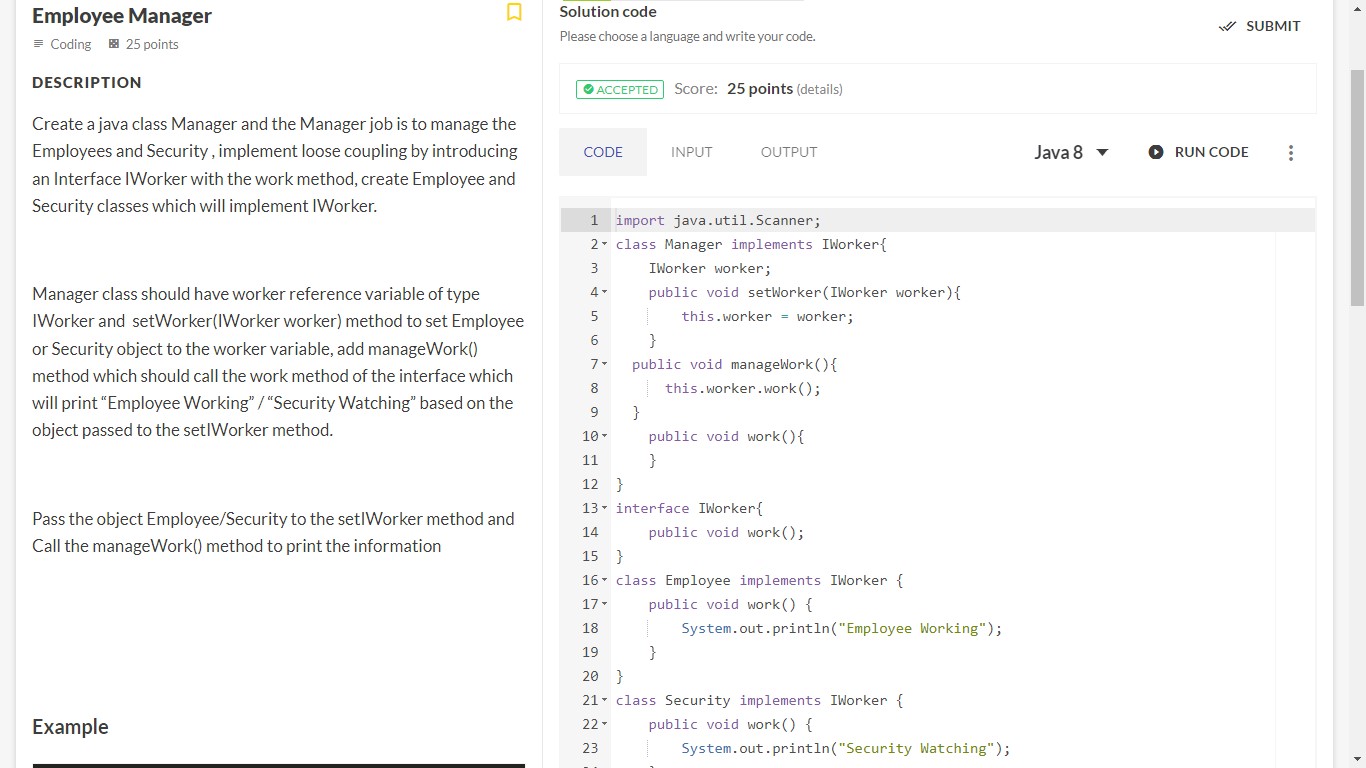 Employee Manager
Coding 25 points
DESCRIPTION
Create a java class Manager and the Manager job is to manage the
Employees and Security , implement loose coupling by introducing
an Interface IWorker with the work method, create Employee and
Security classes which will implement IWorker.
Manager class should have worker reference variable of type
IWorker and  setWorker(IWorker worker) method to set Employee
or Security object to the worker variable, add manageWork()
method which should call the work method of the interface which
will print “Employee Working” / “Security Watching” based on the
object passed to the setIWorker method.
Pass the object Employee/Security to the setIWorker method and
Call the manageWork() method to print the information
Example
Solution code
Please choose a language and write your code.
SUBMIT
ACCEPTED Score: 25 points (details)
CODE INPUT OUTPUT Java 8 RUN CODE
1 import java.util.Scanner;
2 class Manager implements IWorker{
3 IWorker worker;
4 public void setWorker(IWorker worker){
5 this.worker = worker;
6 }
7 public void manageWork(){
8 this.worker.work();
9 }
10 public void work(){
11 }
12 }
13 interface IWorker{
14 public void work();
15 }
16 class Employee implements IWorker {
17 public void work() {
18 System.out.println("Employee Working");
19 }
20 }
21 class Security implements IWorker {
22 public void work() {
23 System.out.println("Security Watching");